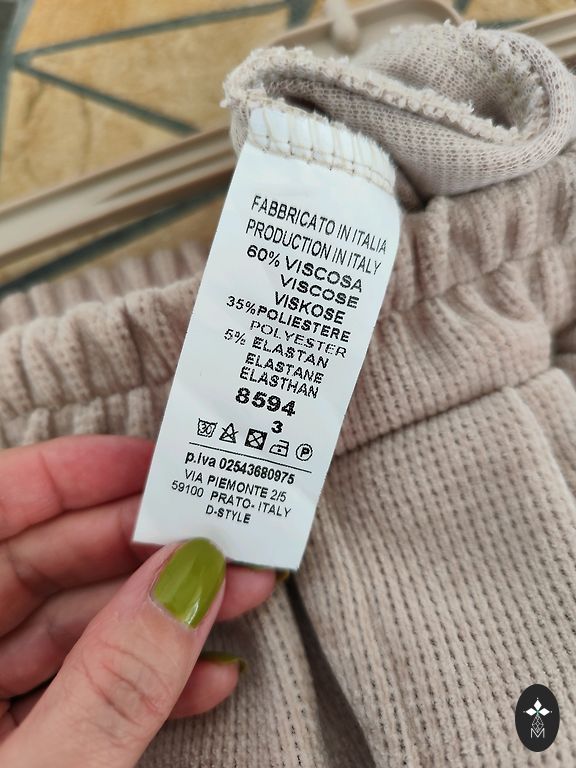 FABBRICATO IN ITALIA
PRODUCTION IN ITALY
60% VISCOSA
VISCOSE
VISKOSE
35%POLIESTERE
POLYESTER
5% ELASTAN
ELASTANE
ELASTHAN
8594
3
30 P
p.Iva 02543680975
VIA PIEMONTE 2/5
59100 PRATO-ITALY
D-STYLE
M